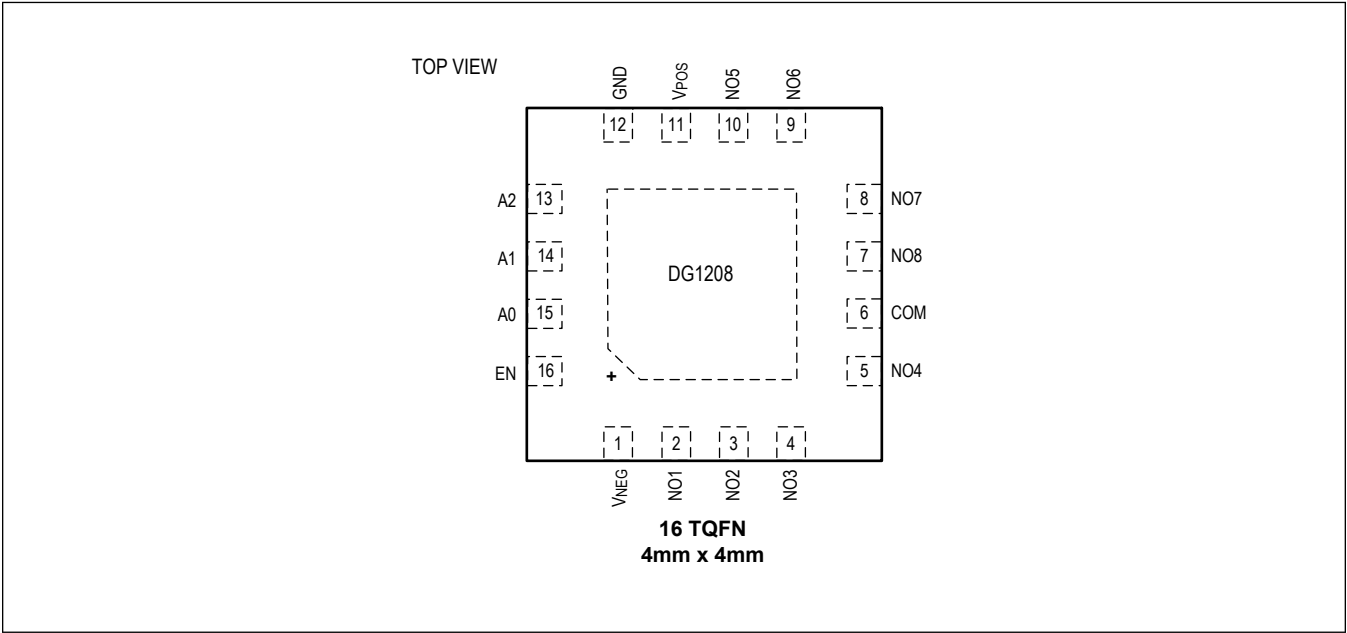 TOP VIEW
GND
VPOS
NO5
NO6
12
11
10
9
A2
13
8
NO7
A1
14
7
NO8
DG1208
A0
15
6
COM
EN
16
5
NO4
+
1
2
3
4
VNEG
NO1
NO2
NO3
16 TQFN
4mm x 4mm